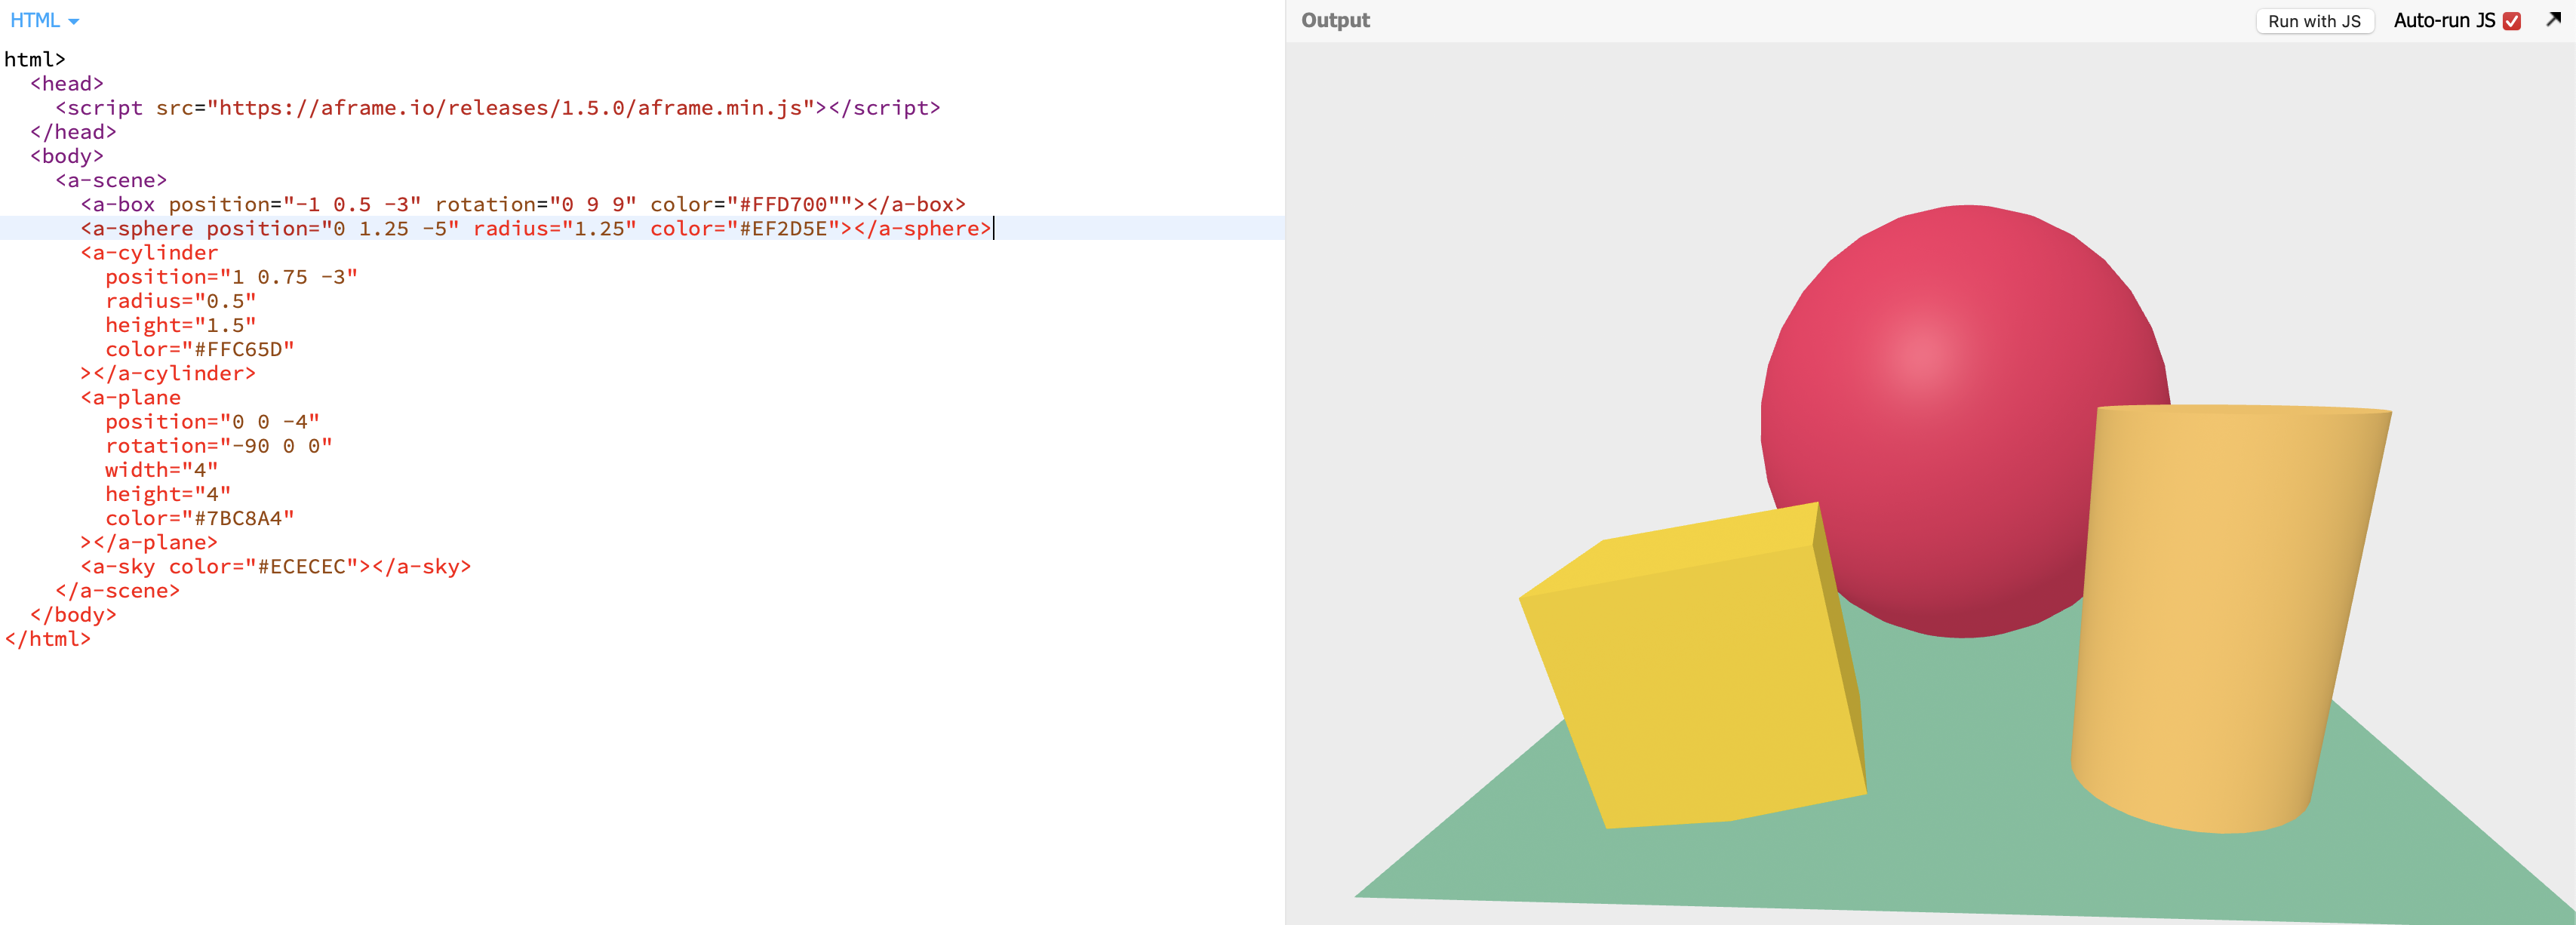 HTML
Output
Run with JS
Auto-run JS
html>
  <head>
    <script src="https://aframe.io/releases/1.5.0/aframe.min.js"></script>
  </head>
  <body>
    <a-scene>
      <a-box position="-1 0.5 -3" rotation="0 9 9" color="#FFD700""></a-box>
      <a-sphere position="0 1.25 -5" radius="1.25" color="#EF2D5E"></a-sphere>
      <a-cylinder
        position="1 0.75 -3"
        radius="0.5"
        height="1.5"
        color="#FFC65D"
      ></a-cylinder>
      <a-plane
        position="0 0 -4"
        rotation="-90 0 0"
        width="4"
        height="4"
        color="#7BC8A4"
      ></a-plane>
      <a-sky color="#ECECEC"></a-sky>
    </a-scene>
  </body>
</html>